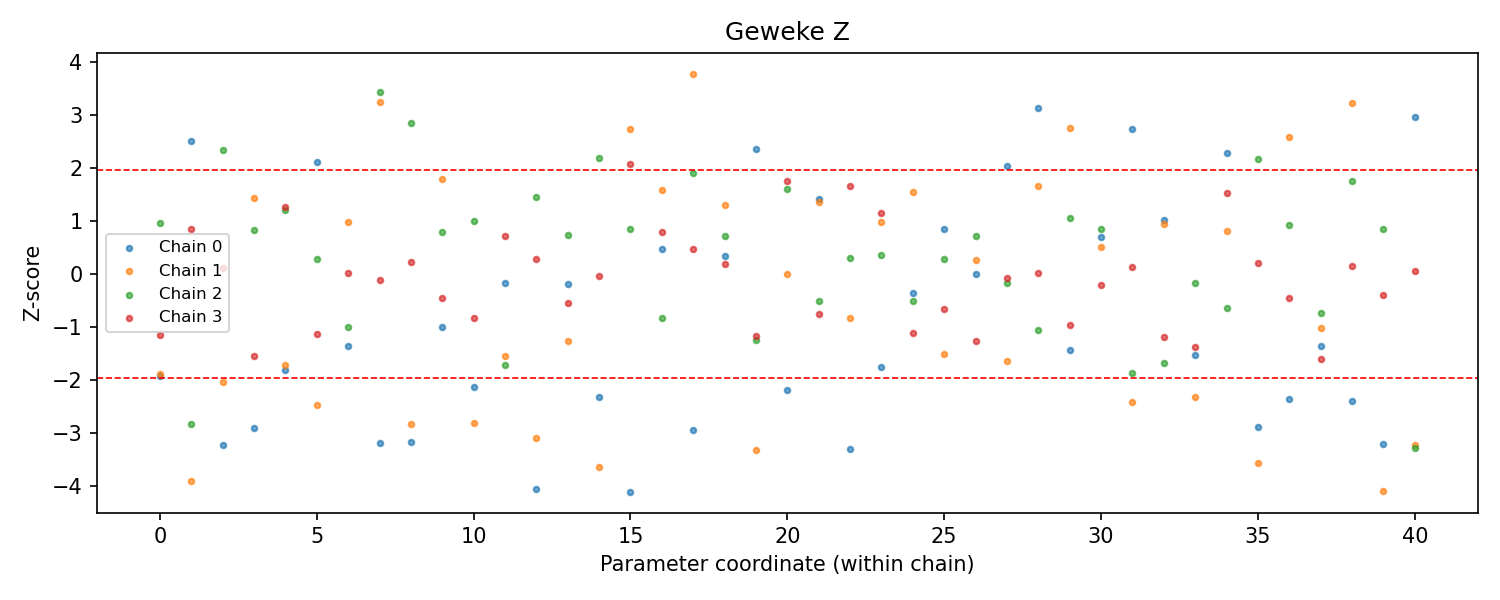 Geweke Z
Z-score
4
3
2
1
0
−1
−2
−3
−4
Chain 0
Chain 1
Chain 2
Chain 3
0 5 10 15 20 25 30 35 40
Parameter coordinate (within chain)